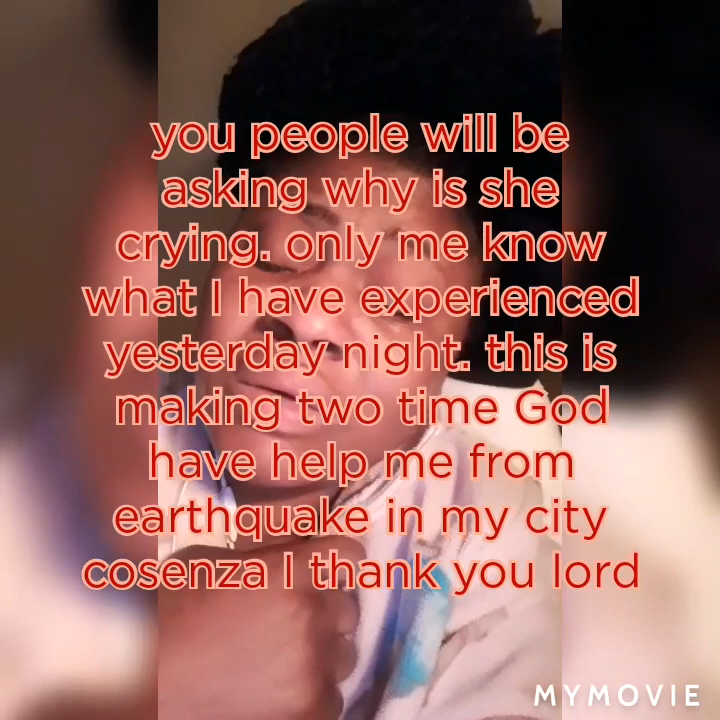 you people will be
asking why is she
crying. only me know
what I have experienced
yesterday night. this is
making two time God
have help me from
earthquake in my city
cosenza I thank you lord
MYMOVIE